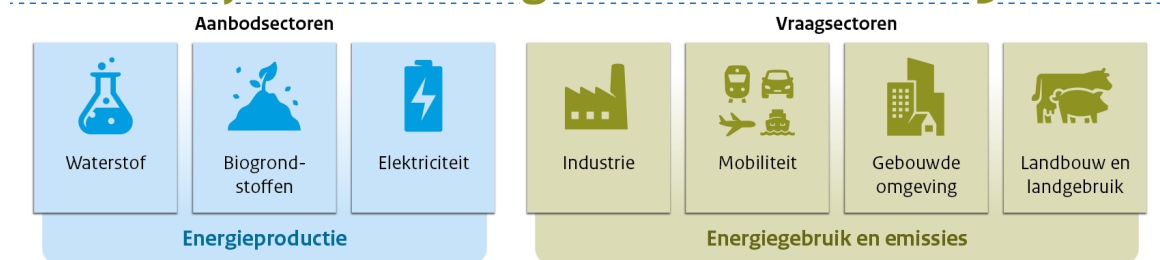 Aanbodsectoren
Waterstof
Biogrond-
stoffen
Elektriciteit
Energieproductie
Vraagsectoren
Industrie
Mobiliteit
Gebouwde
omgeving
Landbouw en
landgebruik
Energiegebruik en emissies